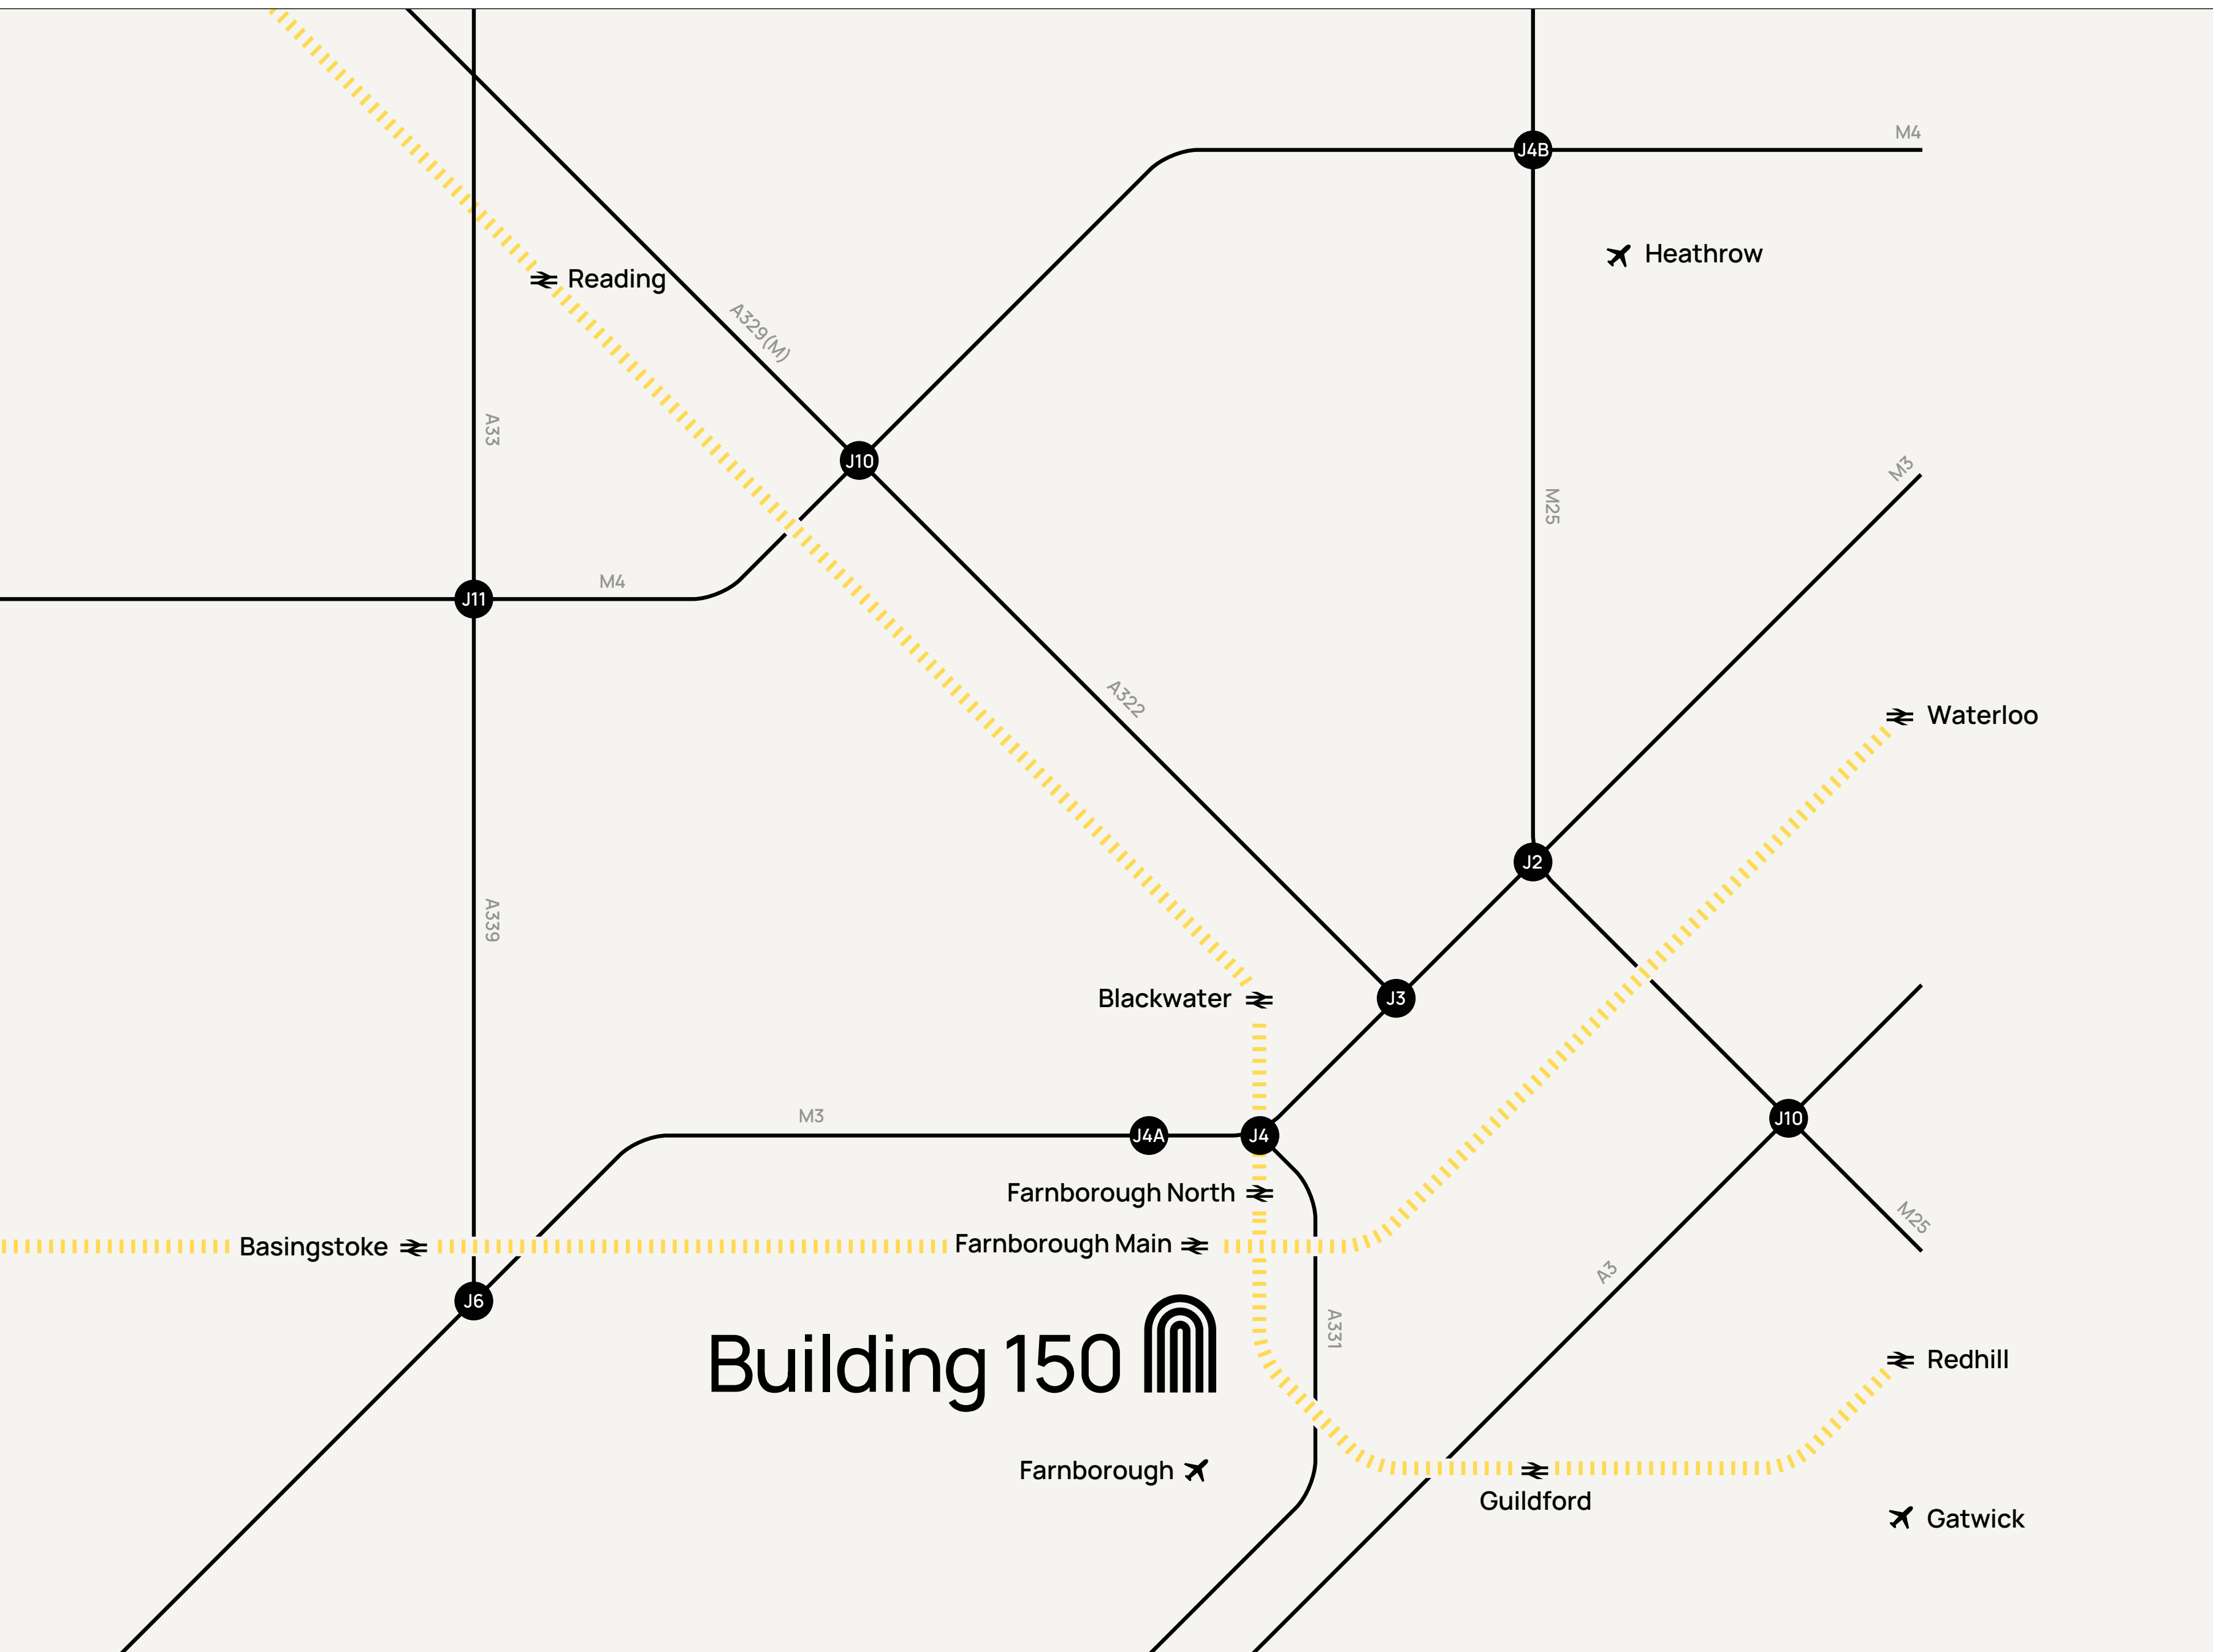 M4
J4B
Heathrow
Reading
A329(M)
A33
J10
M3
M25
J11
M4
A322
Waterloo
J2
A339
Blackwater
J3
M3
J4A
J4
J10
Farnborough North
M25
Basingstoke
Farnborough Main
A3
J6
A331
Building 150
Redhill
Farnborough
Guildford
Gatwick